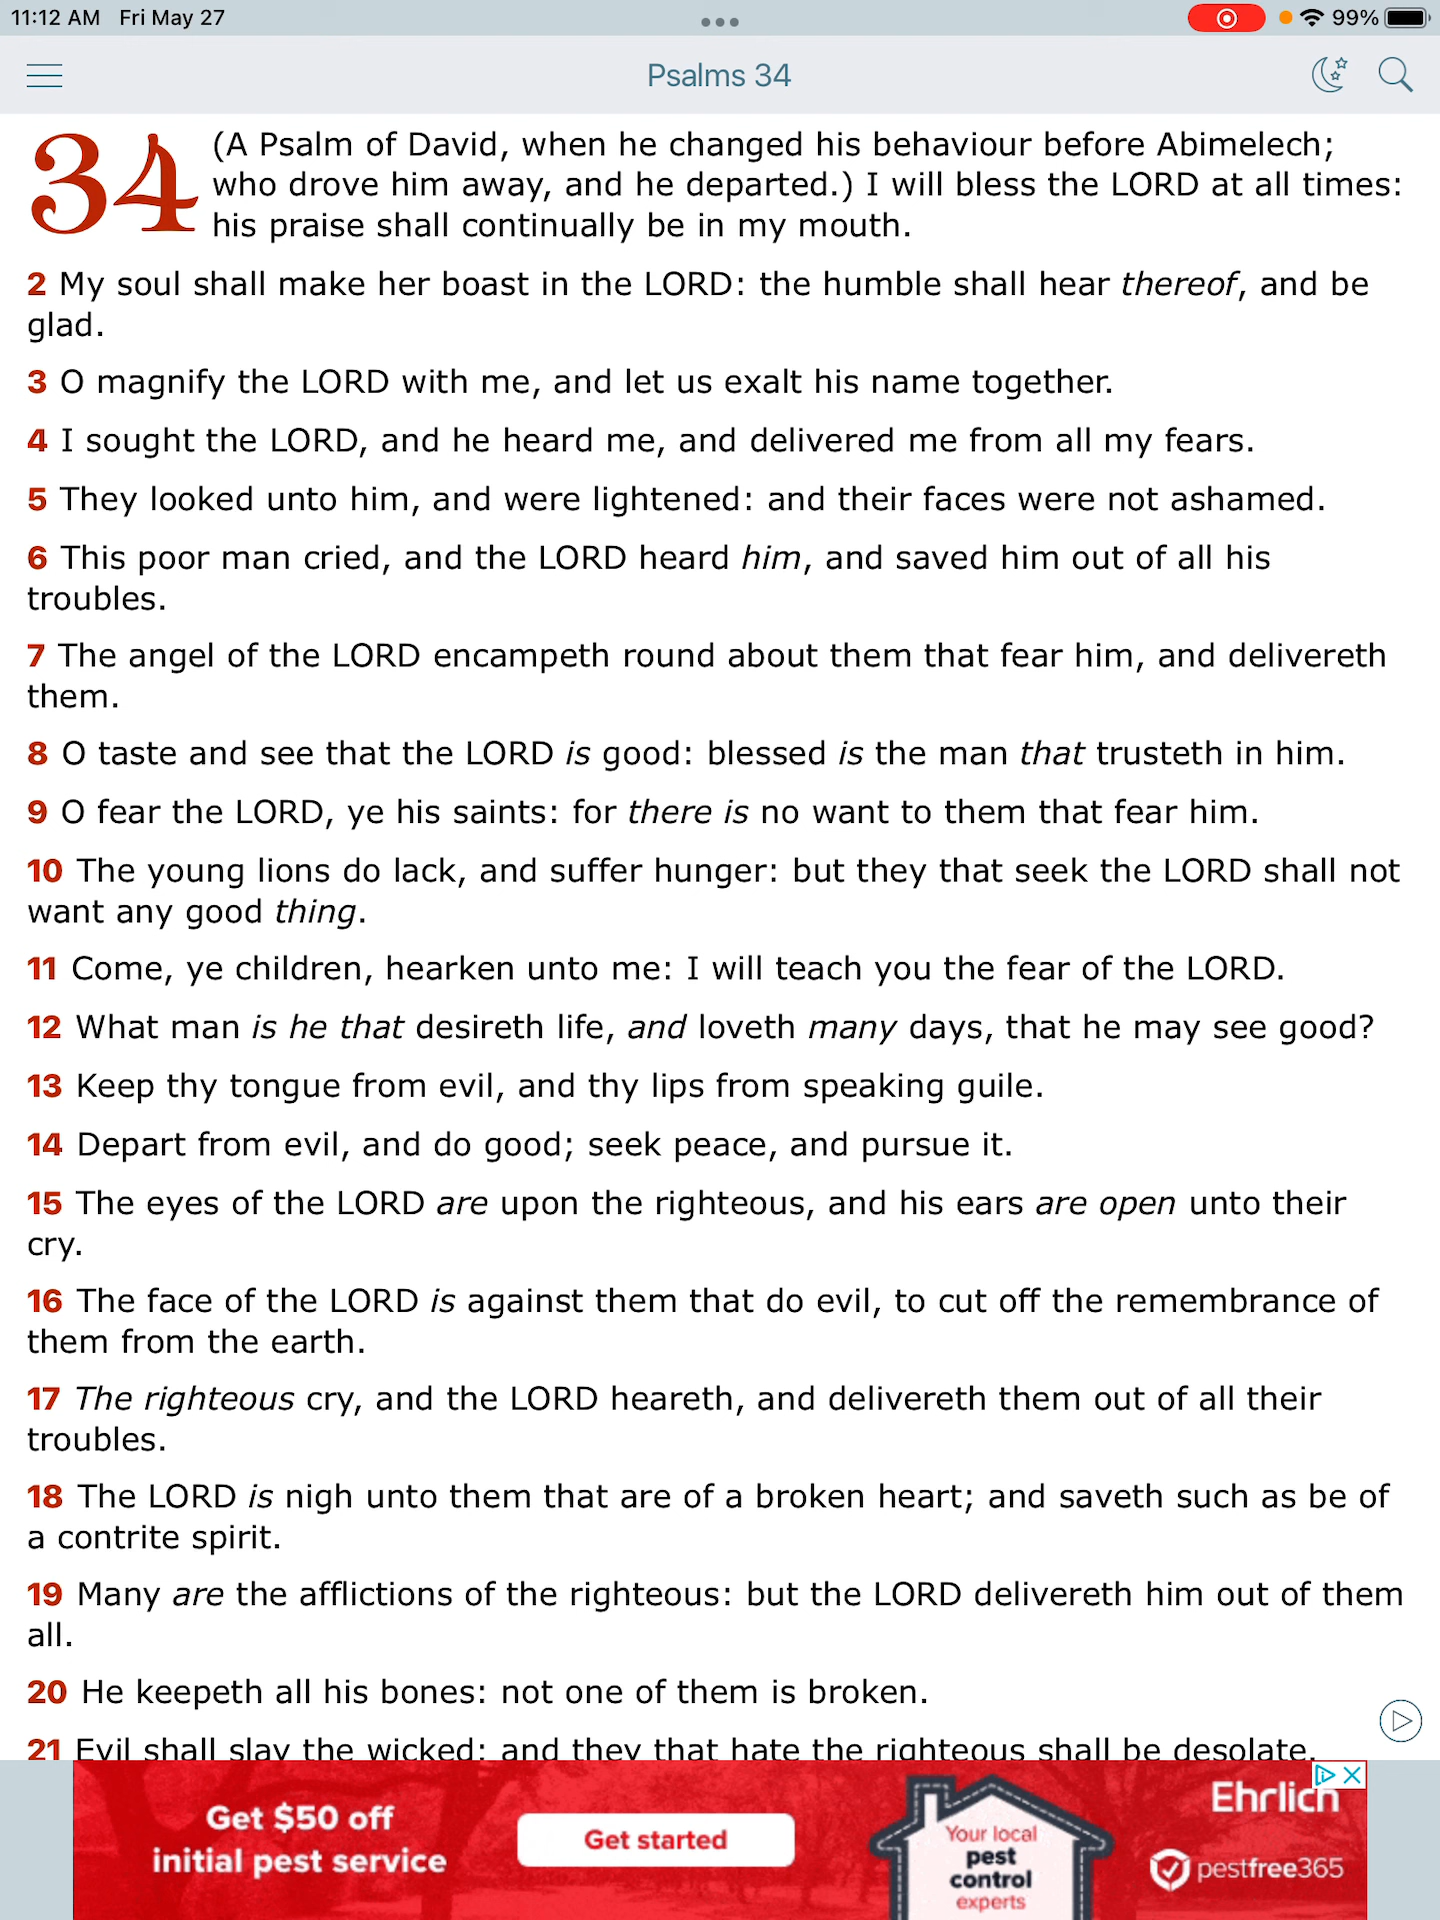 11:12 AM Fri May 27
99%
Psalms 34
34 (A Psalm of David, when he changed his behaviour before Abimelech;
who drove him away, and he departed.) I will bless the LORD at all times:
his praise shall continually be in my mouth.
2 My soul shall make her boast in the LORD: the humble shall hear thereof, and be
glad.
3 O magnify the LORD with me, and let us exalt his name together.
4 I sought the LORD, and he heard me, and delivered me from all my fears.
5 They looked unto him, and were lightened: and their faces were not ashamed.
6 This poor man cried, and the LORD heard him, and saved him out of all his
troubles.
7 The angel of the LORD encampeth round about them that fear him, and delivereth
them.
8 O taste and see that the LORD is good: blessed is the man that trusteth in him.
9 O fear the LORD, ye his saints: for there is no want to them that fear him.
10 The young lions do lack, and suffer hunger: but they that seek the LORD shall not
want any good thing.
11 Come, ye children, hearken unto me: I will teach you the fear of the LORD.
12 What man is he that desireth life, and loveth many days, that he may see good?
13 Keep thy tongue from evil, and thy lips from speaking guile.
14 Depart from evil, and do good; seek peace, and pursue it.
15 The eyes of the LORD are upon the righteous, and his ears are open unto their
cry.
16 The face of the LORD is against them that do evil, to cut off the remembrance of
them from the earth.
17 The righteous cry, and the LORD heareth, and delivereth them out of all their
troubles.
18 The LORD is nigh unto them that are of a broken heart; and saveth such as be of
a contrite spirit.
19 Many are the afflictions of the righteous: but the LORD delivereth him out of them
all.
20 He keepeth all his bones: not one of them is broken.
21 Evil shall slay the wicked: and they that hate the righteous shall be desolate.
Get $50 off
initial pest service
Get started
Your local
pest
control
experts
Ehrlich
pestfree365